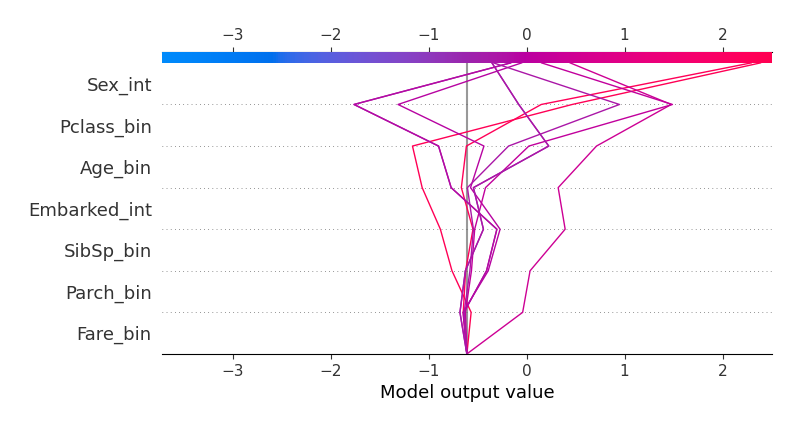 −3 −2 −1 0 1 2
Sex_int
Pclass_bin
Age_bin
Embarked_int
SibSp_bin
Parch_bin
Fare_bin
−3 −2 −1 0 1 2
Model output value